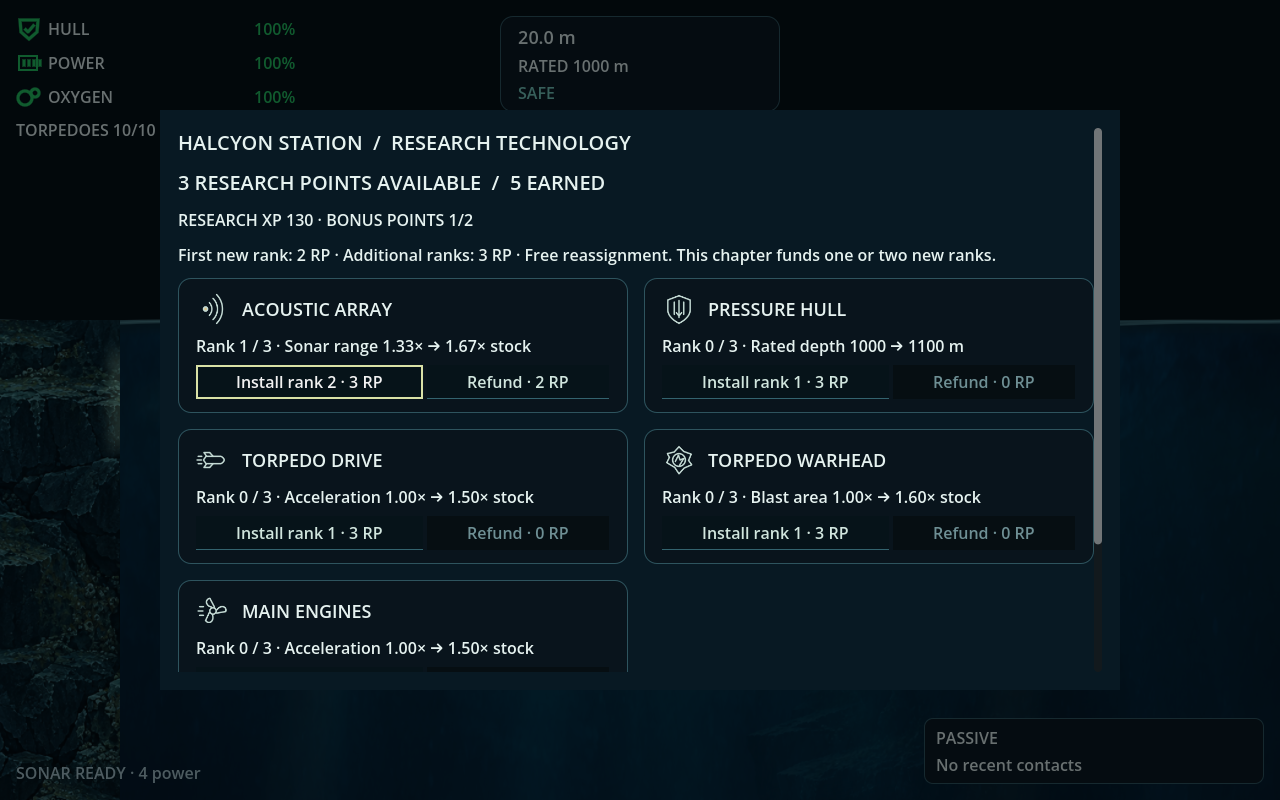 HULL 100%
POWER 100%
OXYGEN 100%
TORPEDOES 10/10
20.0 m
RATED 1000 m
SAFE
HALCYON STATION / RESEARCH TECHNOLOGY
3 RESEARCH POINTS AVAILABLE / 5 EARNED
RESEARCH XP 130 · BONUS POINTS 1/2
First new rank: 2 RP · Additional ranks: 3 RP · Free reassignment. This chapter funds one or two new ranks.
ACOUSTIC ARRAY
Rank 1 / 3 · Sonar range 1.33× → 1.67× stock
Install rank 2 · 3 RP
Refund · 2 RP
PRESSURE HULL
Rank 0 / 3 · Rated depth 1000 → 1100 m
Install rank 1 · 3 RP
Refund · 0 RP
TORPEDO DRIVE
Rank 0 / 3 · Acceleration 1.00× → 1.50× stock
Install rank 1 · 3 RP
Refund · 0 RP
TORPEDO WARHEAD
Rank 0 / 3 · Blast area 1.00× → 1.60× stock
Install rank 1 · 3 RP
Refund · 0 RP
MAIN ENGINES
Rank 0 / 3 · Acceleration 1.00× → 1.50× stock
PASSIVE
No recent contacts
SONAR READY · 4 power